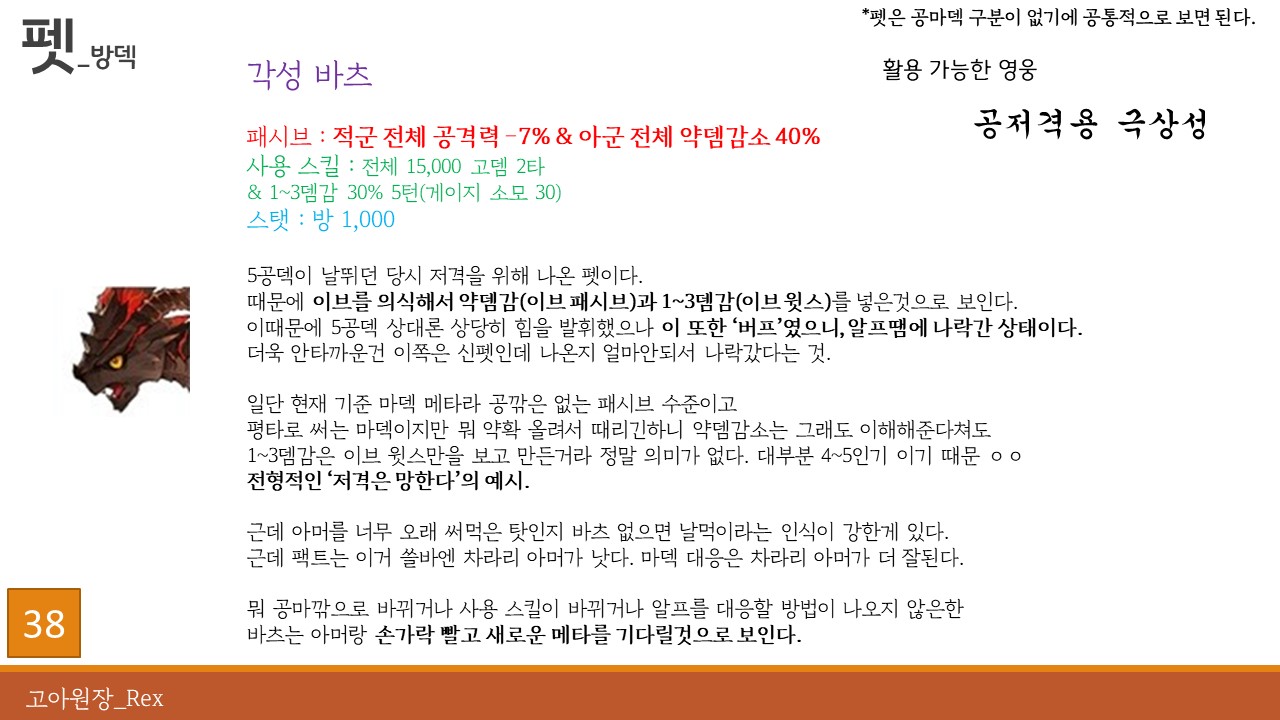 펫_방덱
*펫은 공마덱 구분이 없기에 공통적으로 보면 된다.
각성 바츠
활용 가능한 영웅
공저격용 극상성
패시브 : 적군 전체 공격력 -7% & 아군 전체 약뎀감소 40%
사용 스킬 : 전체 15,000 고뎀 2타
& 1~3뎀감 30% 5턴(게이지 소모 30)
스탯 : 방 1,000
5공덱이 날뛰던 당시 저격을 위해 나온 펫이다.
때문에 이브를 의식해서 약뎀감(이브 패시브)과 1~3뎀감(이브 윗스)를 넣은것으로 보인다.
이때문에 5공덱 상대론 상당히 힘을 발휘했으나 이 또한 ‘버프’였으니, 알프땜에 나락간 상태이다.
더욱 안타까운건 이쪽은 신펫인데 나온지 얼마안되서 나락갔다는 것.
일단 현재 기준 마덱 메타라 공깎은 없는 패시브 수준이고
평타로 써는 마덱이지만 뭐 약확 올려서 때리긴하니 약뎀감소는 그래도 이해해준다쳐도
1~3뎀감은 이브 윗스만을 보고 만든거라 정말 의미가 없다. 대부분 4~5인기 이기 때문 ㅇㅇ
전형적인 ‘저격은 망한다’의 예시.
근데 아머를 너무 오래 써먹은 탓인지 바츠 없으면 날먹이라는 인식이 강한게 있다.
근데 팩트는 이거 쓸바엔 차라리 아머가 낫다. 마덱 대응은 차라리 아머가 더 잘된다.
뭐 공마깎으로 바뀌거나 사용 스킬이 바뀌거나 알프를 대응할 방법이 나오지 않은한
바츠는 아머랑 손가락 빨고 새로운 메타를 기다릴것으로 보인다.
38
고아원장_Rex